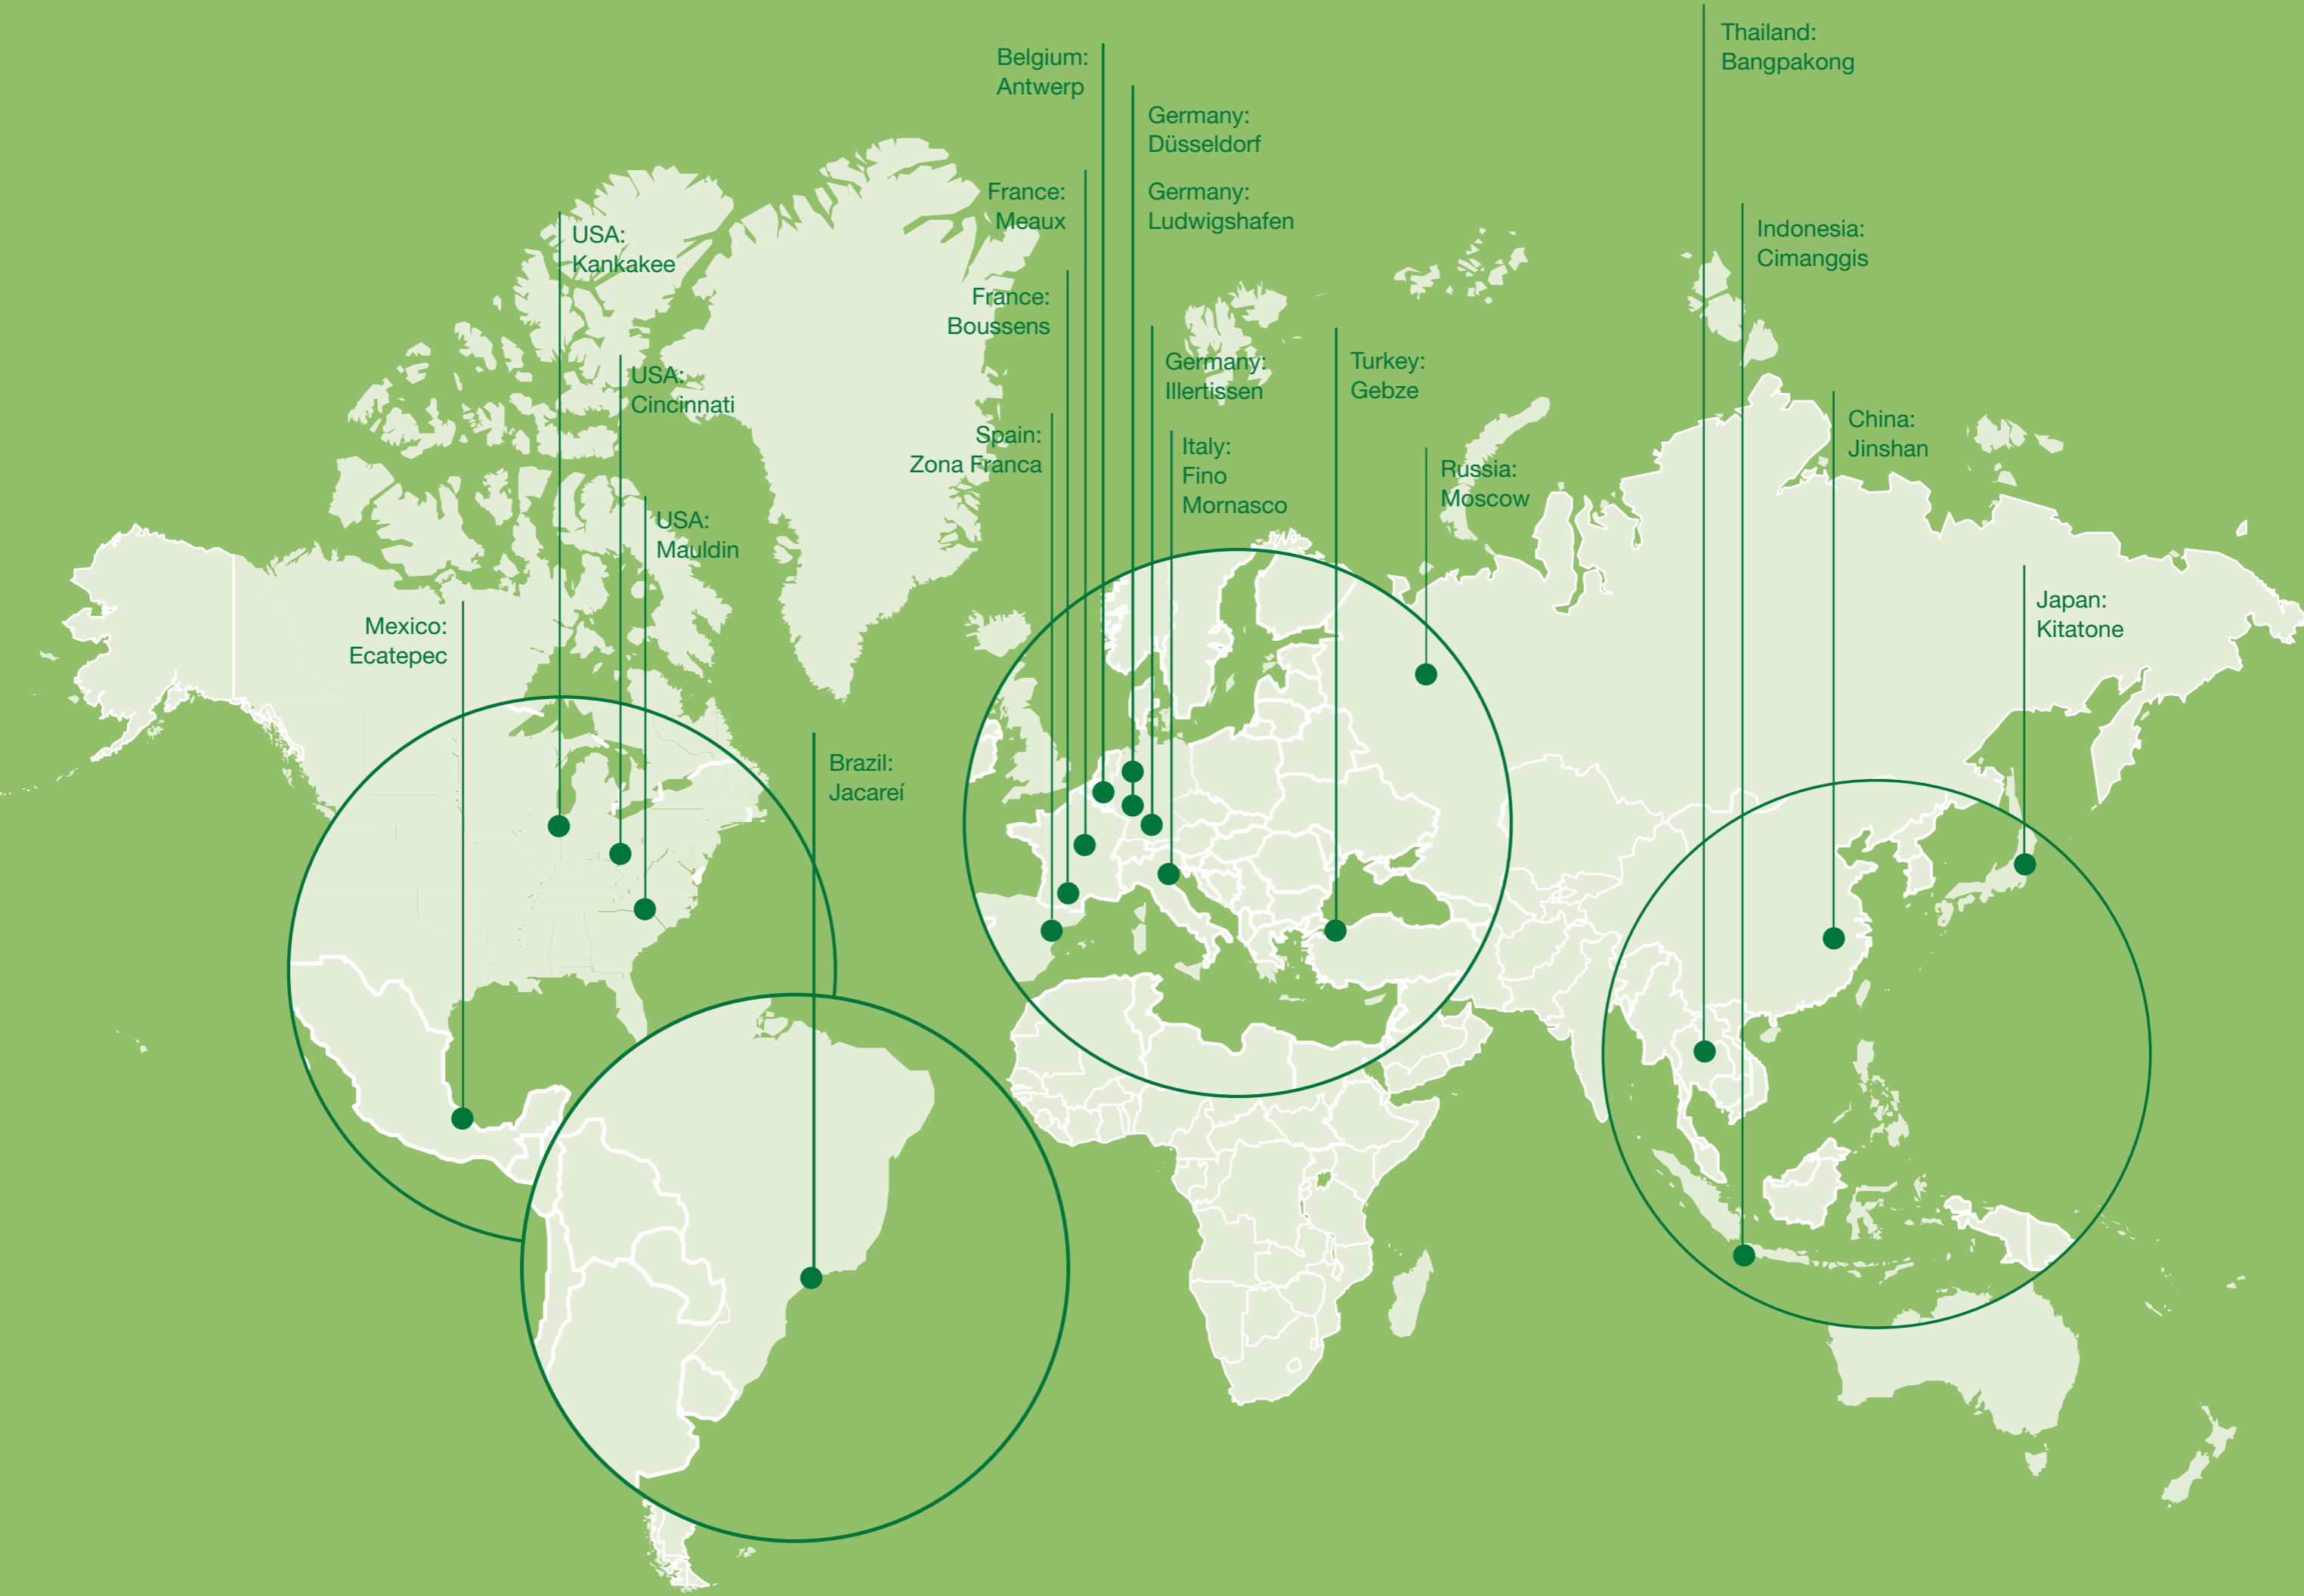 Thailand:
Bangpakong
Belgium:
Antwerp
Germany:
Düsseldorf
France:
Meaux
Germany:
Ludwigshafen
USA:
Kankakee
Indonesia:
Cimanggis
France:
Boussens
Germany:
Illertissen
Turkey:
Gebze
USA:
Cincinnati
China:
Jinshan
Spain:
Zona Franca
Italy:
Fino
Mornasco
Russia:
Moscow
USA:
Mauldin
Japan:
Kitatone
Mexico:
Ecatepec
Brazil:
Jacareí